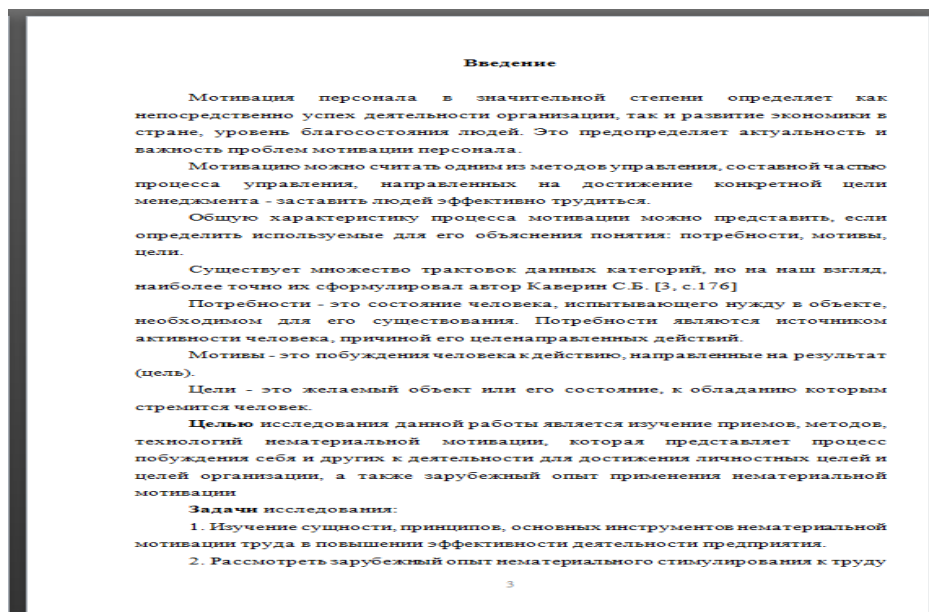 Введение
Мотивация персонала в значительной степени определяет как
непосредственно успех деятельности организации, так и развитие экономики в
стране, уровень благосостояния людей. Это предопределяет актуальность и
важность проблем мотивации персонала.
Мотивацию можно считать одним из методов управления, составной частью
процесса управления, направленных на достижение конкретной цели
менеджмента - заставить людей эффективно трудиться.
Общую характеристику процесса мотивации можно представить, если
определить используемые для его объяснения понятия: потребности, мотивы,
цели.
Существует множество трактовок данных категорий, но на наш взгляд,
наиболее точно их сформулировал автор Каверин С.Б. [3, с.176]
Потребности - это состояние человека, испытывающего нужду в объекте,
необходимом для его существования. Потребности являются источником
активности человека, причиной его целенаправленных действий.
Мотивы - это побуждения человека к действию, направленные на результат
(цель).
Цели - это желаемый объект или его состояние, к обладанию которым
стремится человек.
Целью исследования данной работы является изучение приемов, методов,
технологий нематериальной мотивации, которая представляет процесс
побуждения себя и других к деятельности для достижения личностных целей и
целей организации, а также зарубежный опыт применения нематериальной
мотивации
Задачи исследования:
1. Изучение сущности, принципов, основных инструментов нематериальной
мотивации труда в повышении эффективности деятельности предприятия.
2. Рассмотреть зарубежный опыт нематериального стимулирования к труду
3